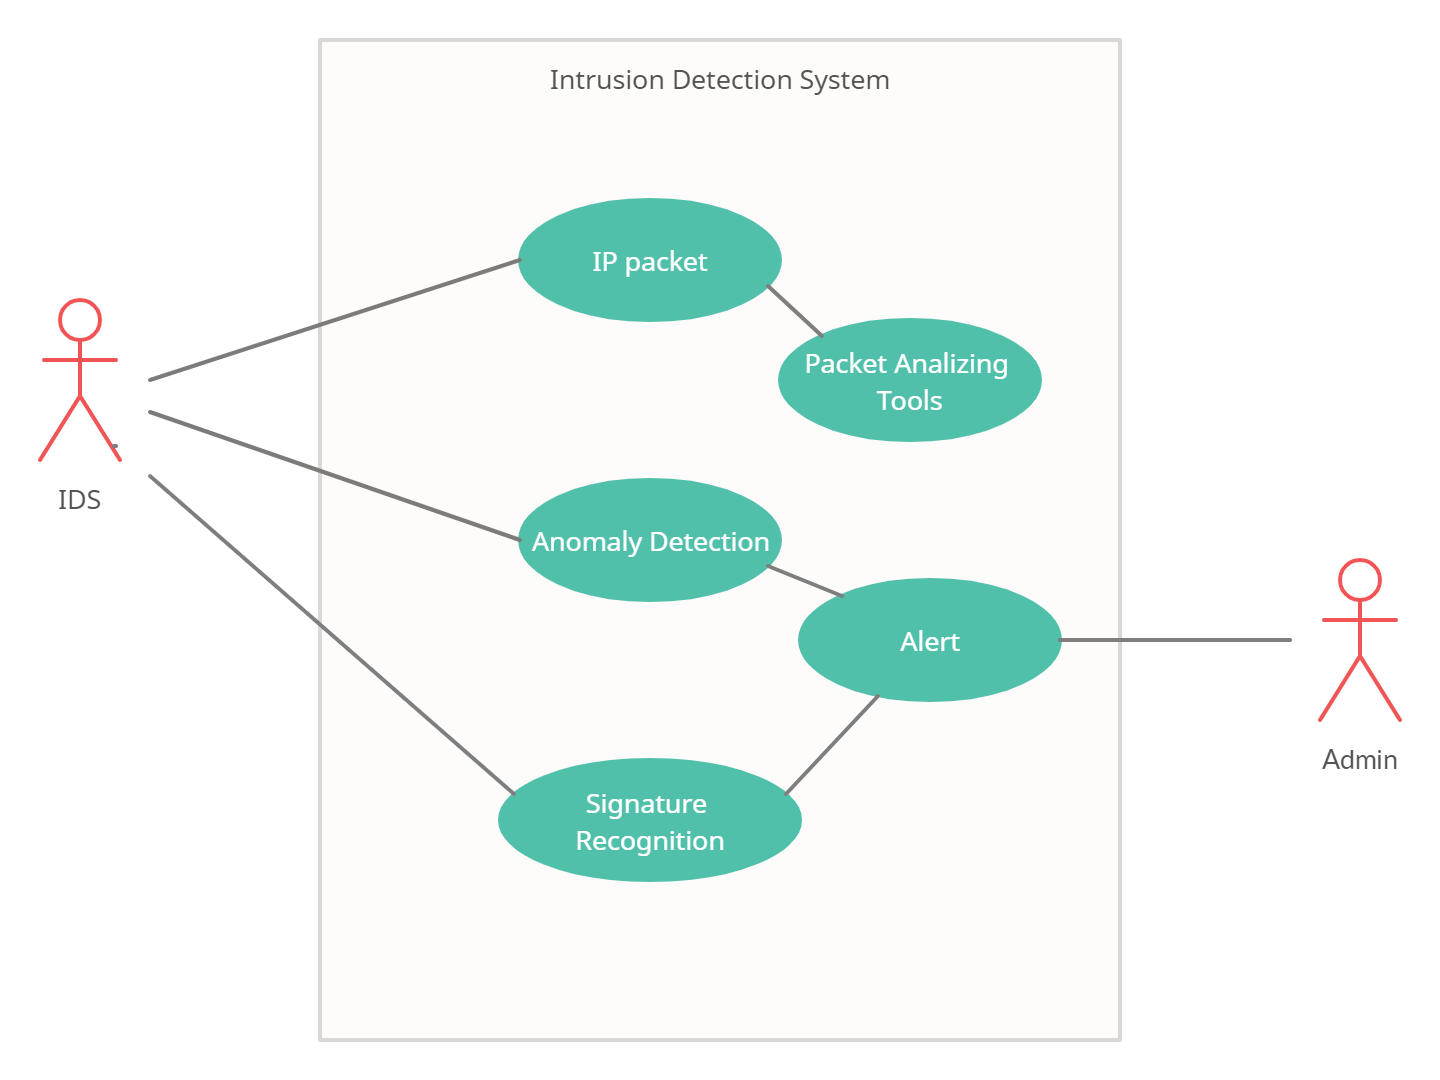 Intrusion Detection System
IP packet
Packet Analizing
Tools
IDS
Anomaly Detection
Alert
Admin
Signature
Recognition